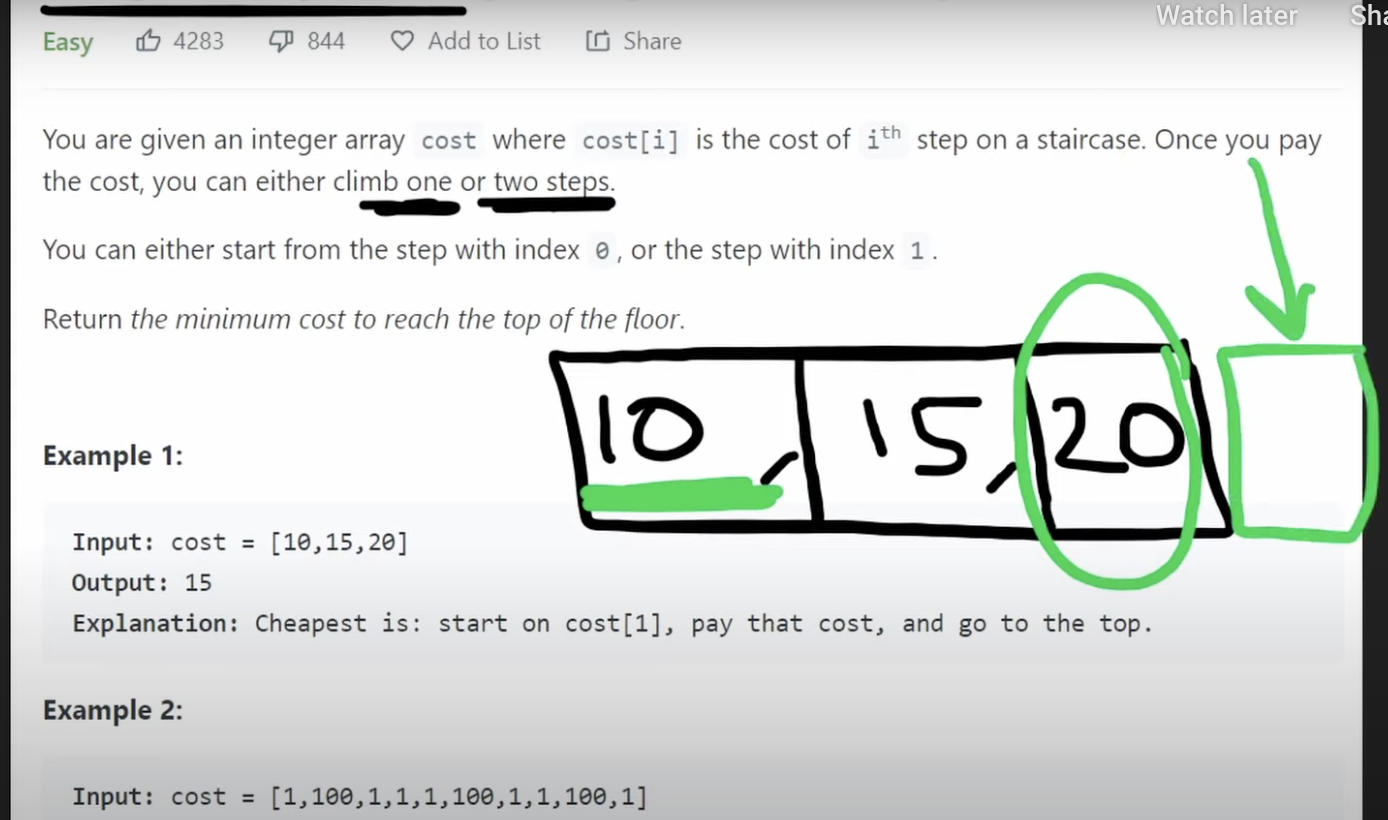 Watch later
Easy 4283 844 Add to List Share
You are given an integer array cost where cost[i] is the cost of iᵗʰ step on a staircase. Once you pay
the cost, you can either climb one or two steps.
You can either start from the step with index 0, or the step with index 1.
Return the minimum cost to reach the top of the floor.
10, 15, 20
Example 1:
Input: cost = [10,15,20]
Output: 15
Explanation: Cheapest is: start on cost[1], pay that cost, and go to the top.
Example 2:
Input: cost = [1,100,1,1,1,100,1,1,100,1]